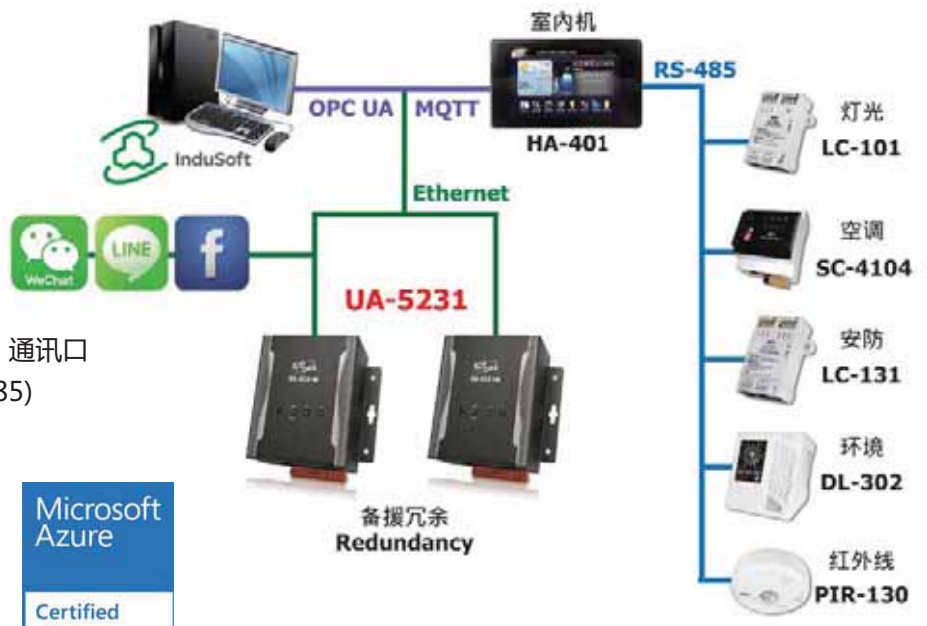 室内机
RS-485
OPC UA
MQTT
HA-401
InduSoft
Ethernet
灯光
LC-101
空调
SC-4104
WeChat
LINE
f
UA-5231
安防
LC-131
通讯口
35)
环境
DL-302
备援冗余
Redundancy
红外线
PIR-130
Microsoft
Azure
Certified